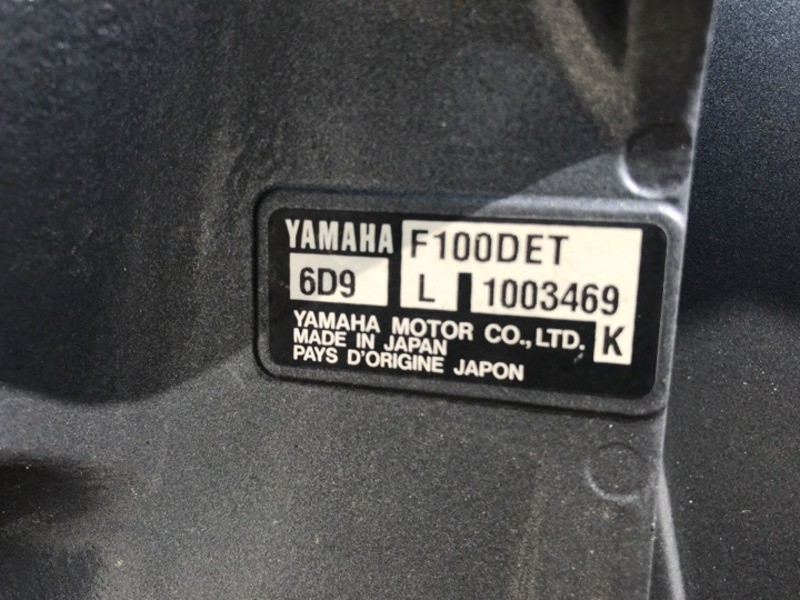 YAMAHA F100DET
6D9 L 1003469
YAMAHA MOTOR CO., LTD. K
MADE IN JAPAN
PAYS D'ORIGINE JAPON